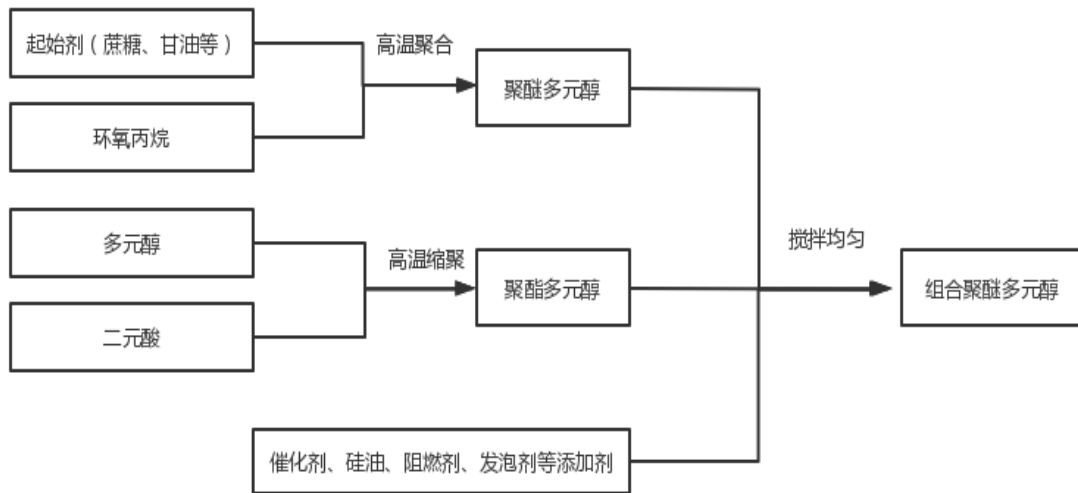 起始剂（蔗糖、甘油等）
高温聚合
聚醚多元醇
环氧丙烷
多元醇
高温缩聚
聚酯多元醇
二元酸
搅拌均匀
组合聚醚多元醇
催化剂、硅油、阻燃剂、发泡剂等添加剂